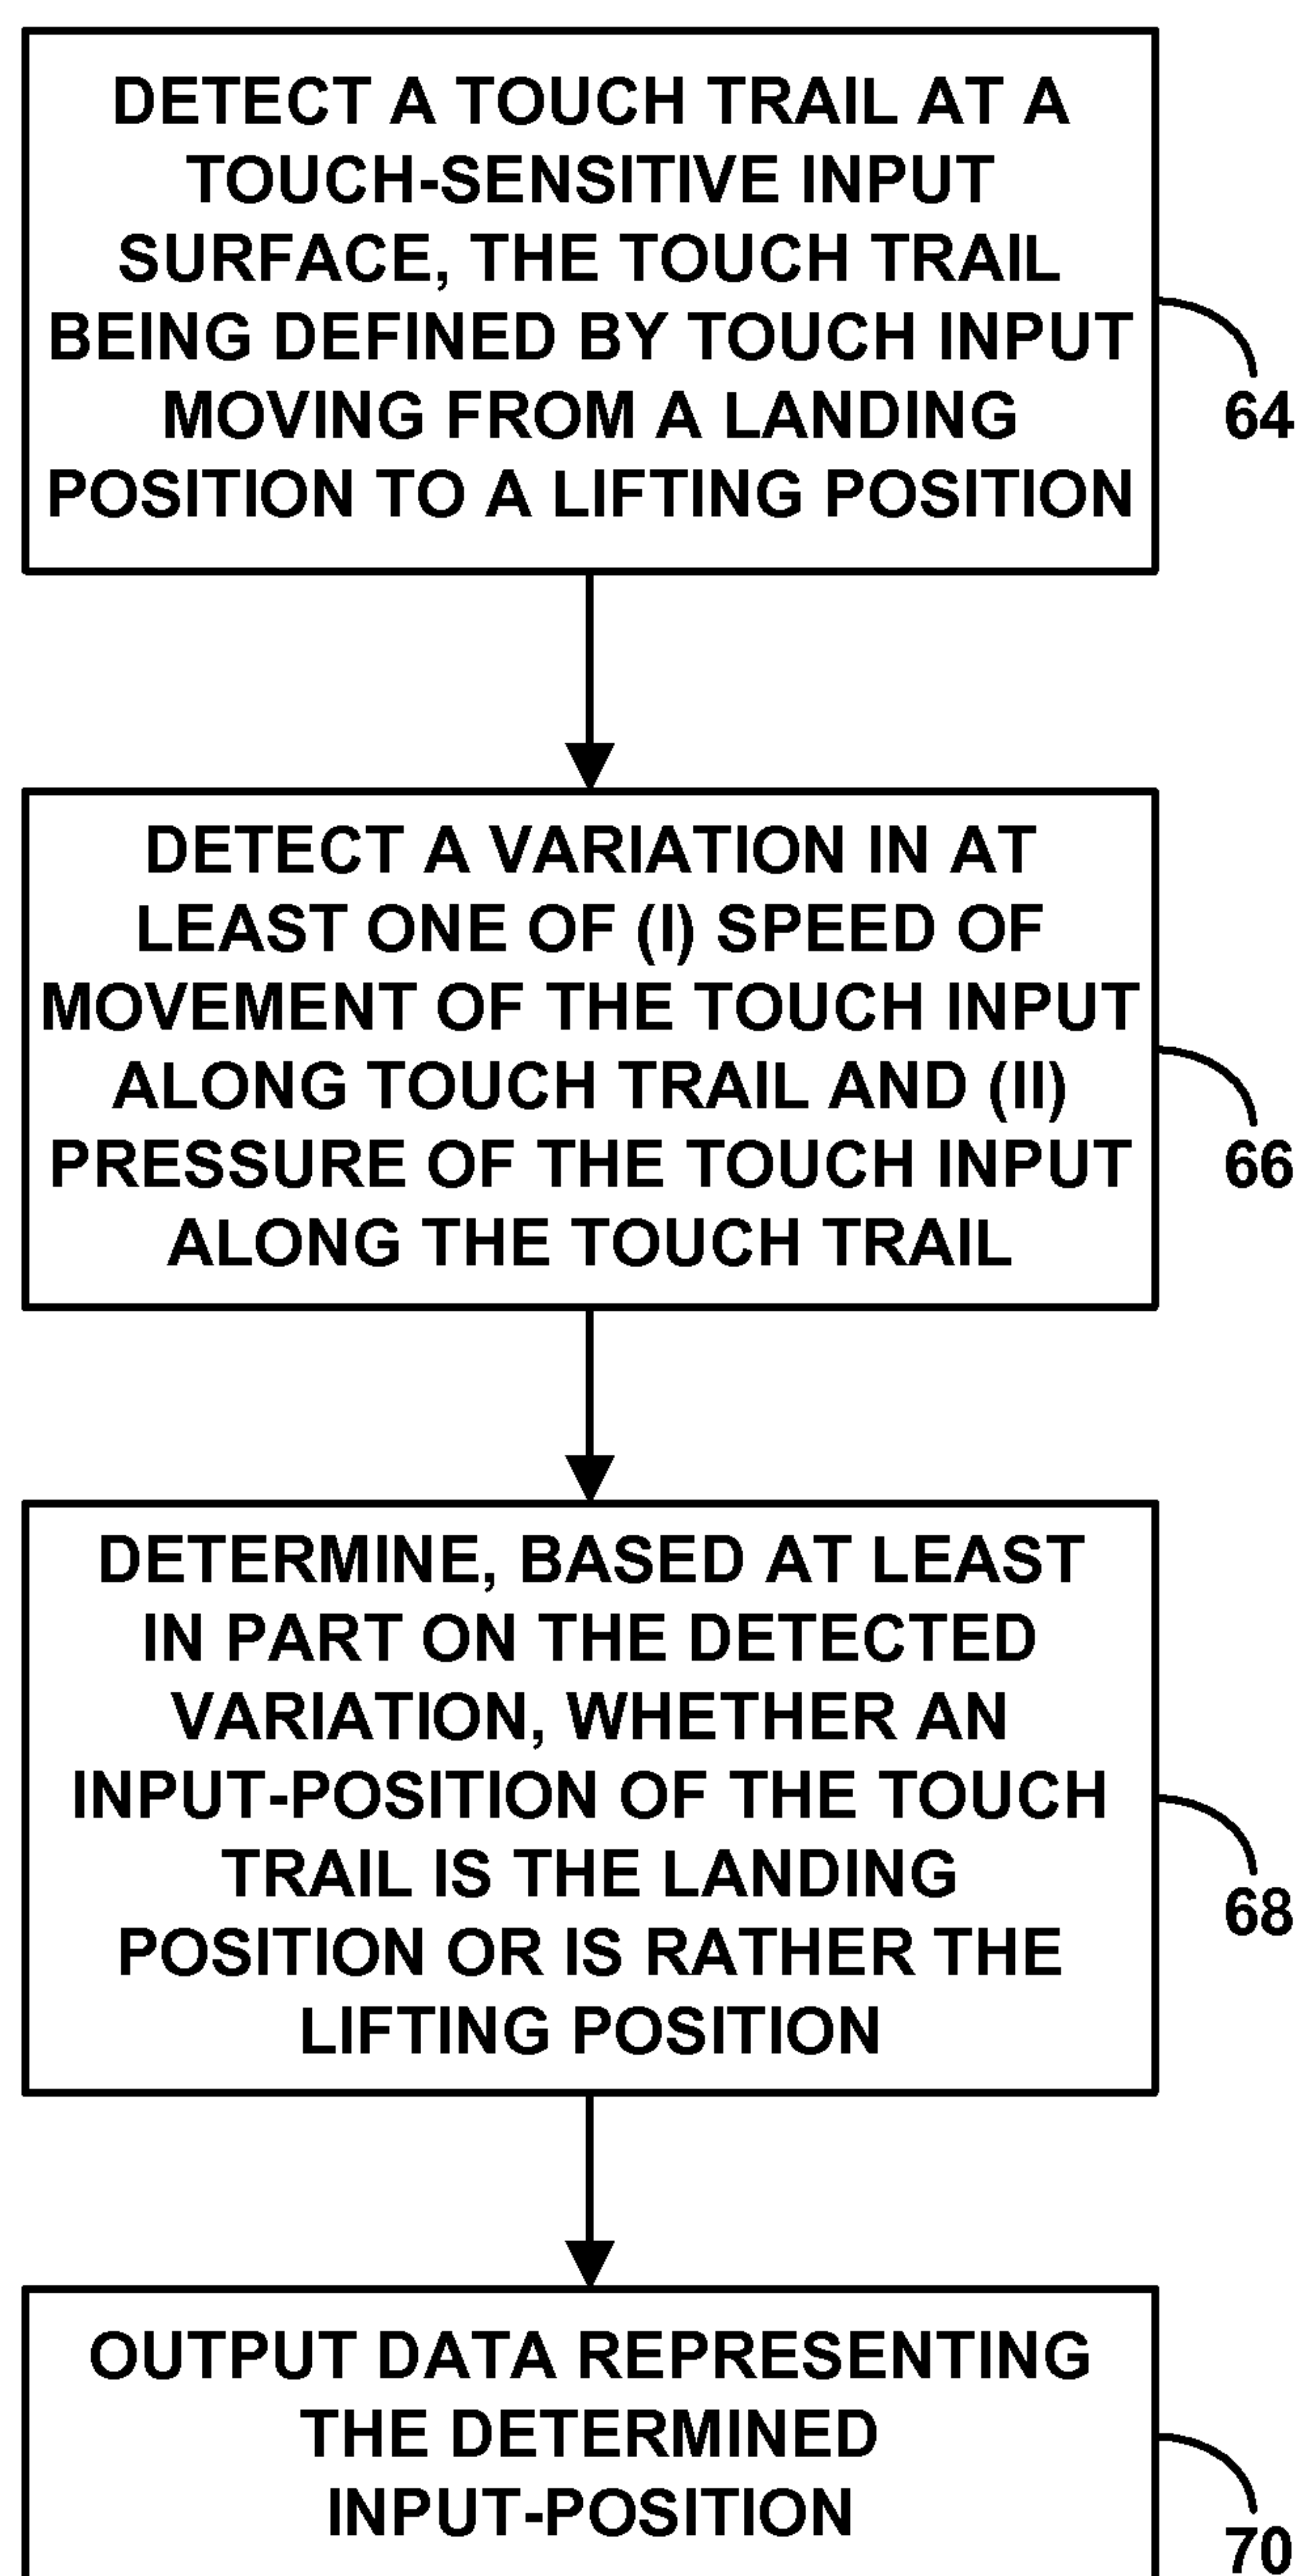 DETECT A TOUCH TRAIL AT A
TOUCH-SENSITIVE INPUT
SURFACE, THE TOUCH TRAIL
BEING DEFINED BY TOUCH INPUT
MOVING FROM A LANDING
POSITION TO A LIFTING POSITION
64
DETECT A VARIATION IN AT
LEAST ONE OF (I) SPEED OF
MOVEMENT OF THE TOUCH INPUT
ALONG TOUCH TRAIL AND (II)
PRESSURE OF THE TOUCH INPUT
ALONG THE TOUCH TRAIL
66
DETERMINE, BASED AT LEAST
IN PART ON THE DETECTED
VARIATION, WHETHER AN
INPUT-POSITION OF THE TOUCH
TRAIL IS THE LANDING
POSITION OR IS RATHER THE
LIFTING POSITION
68
OUTPUT DATA REPRESENTING
THE DETERMINED
INPUT-POSITION
70